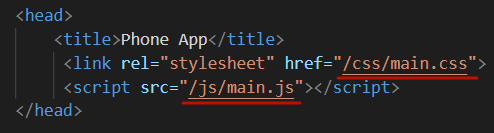 <head>
<title>Phone App</title>
<link rel="stylesheet" href="/css/main.css">
<script src="/js/main.js"></script>
</head>